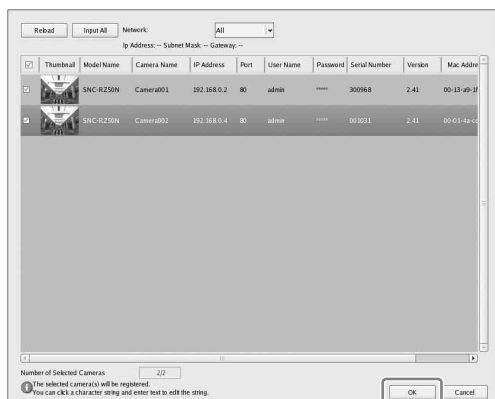 Reload Input All Network: All
Ip Address: -- Subnet Mask: -- Gateway: --
Thumbnail Model Name Camera Name IP Address Port User Name Password Serial Number Version Mac Addre
SNC-RZ50N Camera001 192.168.0.2 80 admin ***** 300968 2.41 00-13-a9-1f
SNC-RZ50N Camera002 192.168.0.4 80 admin ***** 001031 2.41 00-01-4a-cc
Number of Selected Cameras 2/2
The selected camera(s) will be registered.
You can click a character string and enter text to edit the string.
OK Cancel